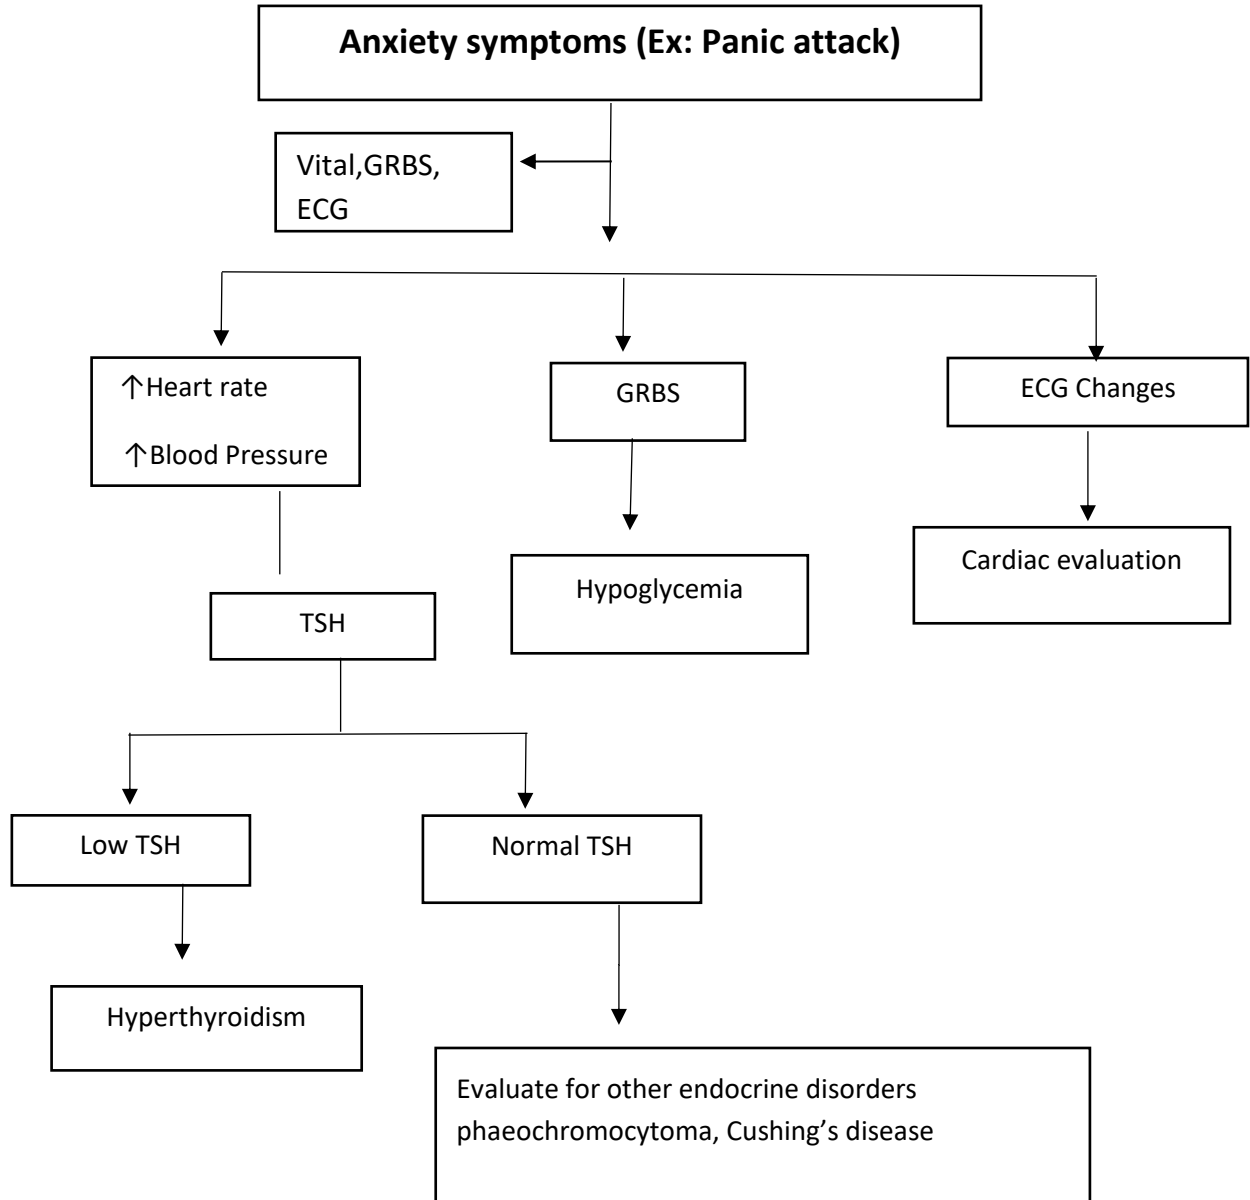 Anxiety symptoms (Ex: Panic attack)
Vital,GRBS,
ECG
↑Heart rate
↑Blood Pressure
GRBS
ECG Changes
Hypoglycemia
Cardiac evaluation
TSH
Low TSH
Normal TSH
Hyperthyroidism
Evaluate for other endocrine disorders
phaeochromocytoma, Cushing’s disease